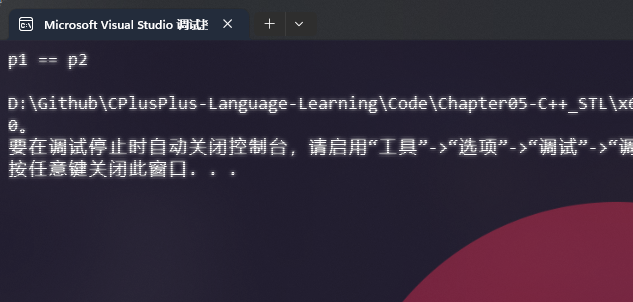 Microsoft Visual Studio 调试
p1 == p2
D:\Github\CPlusPlus-Language-Learning\Code\Chapter05-C++_STL\x
0。
要在调试停止时自动关闭控制台，请启用“工具”->“选项”->“调试”->“调
按任意键关闭此窗口. . .